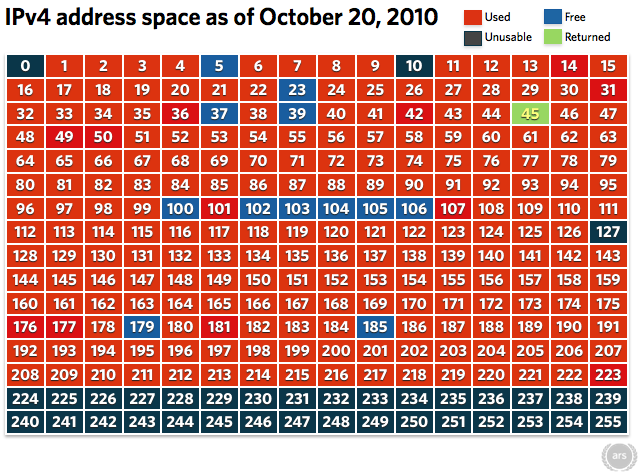 IPv4 address space as of October 20, 2010
Used Free
Unusable Returned
0 1 2 3 4 5 6 7 8 9 10 11 12 13 14 15
16 17 18 19 20 21 22 23 24 25 26 27 28 29 30 31
32 33 34 35 36 37 38 39 40 41 42 43 44 45 46 47
48 49 50 51 52 53 54 55 56 57 58 59 60 61 62 63
64 65 66 67 68 69 70 71 72 73 74 75 76 77 78 79
80 81 82 83 84 85 86 87 88 89 90 91 92 93 94 95
96 97 98 99 100 101 102 103 104 105 106 107 108 109 110 111
112 113 114 115 116 117 118 119 120 121 122 123 124 125 126 127
128 129 130 131 132 133 134 135 136 137 138 139 140 141 142 143
144 145 146 147 148 149 150 151 152 153 154 155 156 157 158 159
160 161 162 163 164 165 166 167 168 169 170 171 172 173 174 175
176 177 178 179 180 181 182 183 184 185 186 187 188 189 190 191
192 193 194 195 196 197 198 199 200 201 202 203 204 205 206 207
208 209 210 211 212 213 214 215 216 217 218 219 220 221 222 223
224 225 226 227 228 229 230 231 232 233 234 235 236 237 238 239
240 241 242 243 244 245 246 247 248 249 250 251 252 253 254 255
ars